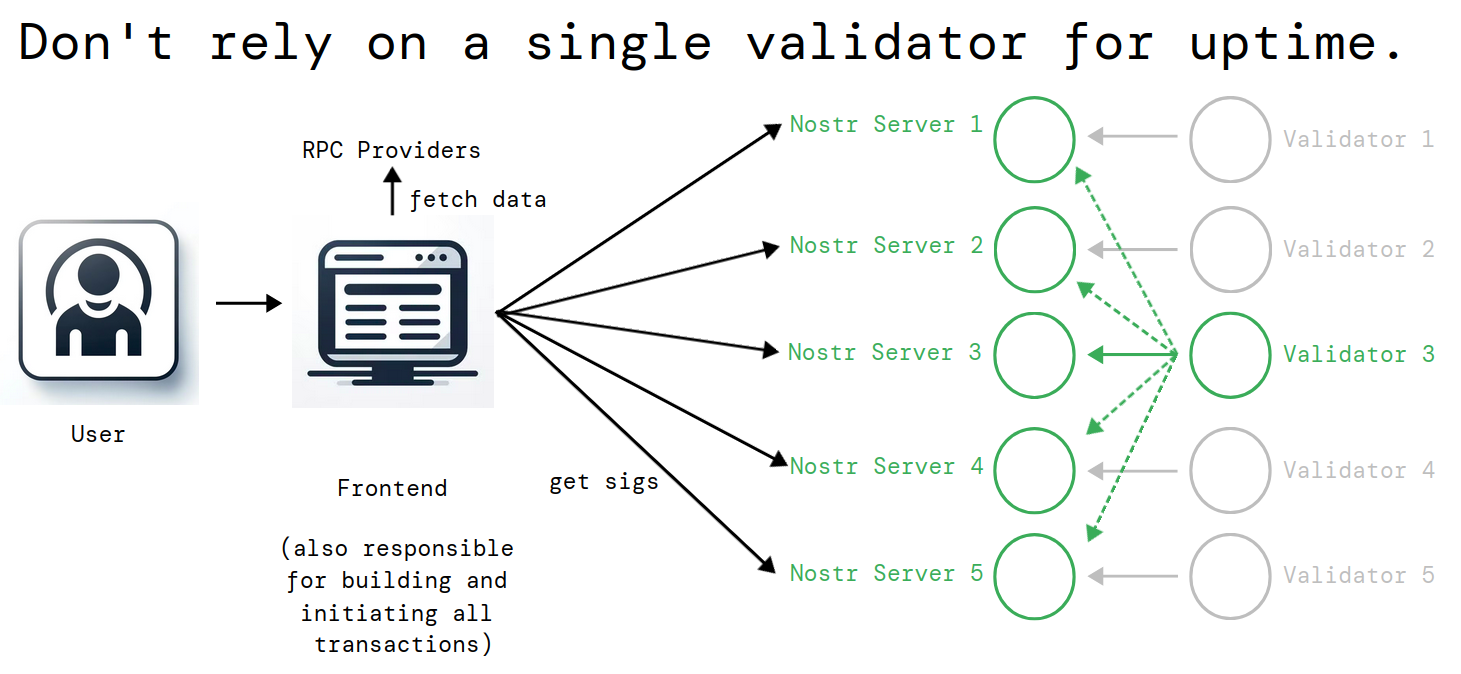 Don't rely on a single validator for uptime.
RPC Providers
fetch data
User
Frontend
(also responsible
for building and
initiating all
transactions)
get sigs
Nostr Server 1
Validator 1
Nostr Server 2
Validator 2
Nostr Server 3
Validator 3
Nostr Server 4
Validator 4
Nostr Server 5
Validator 5